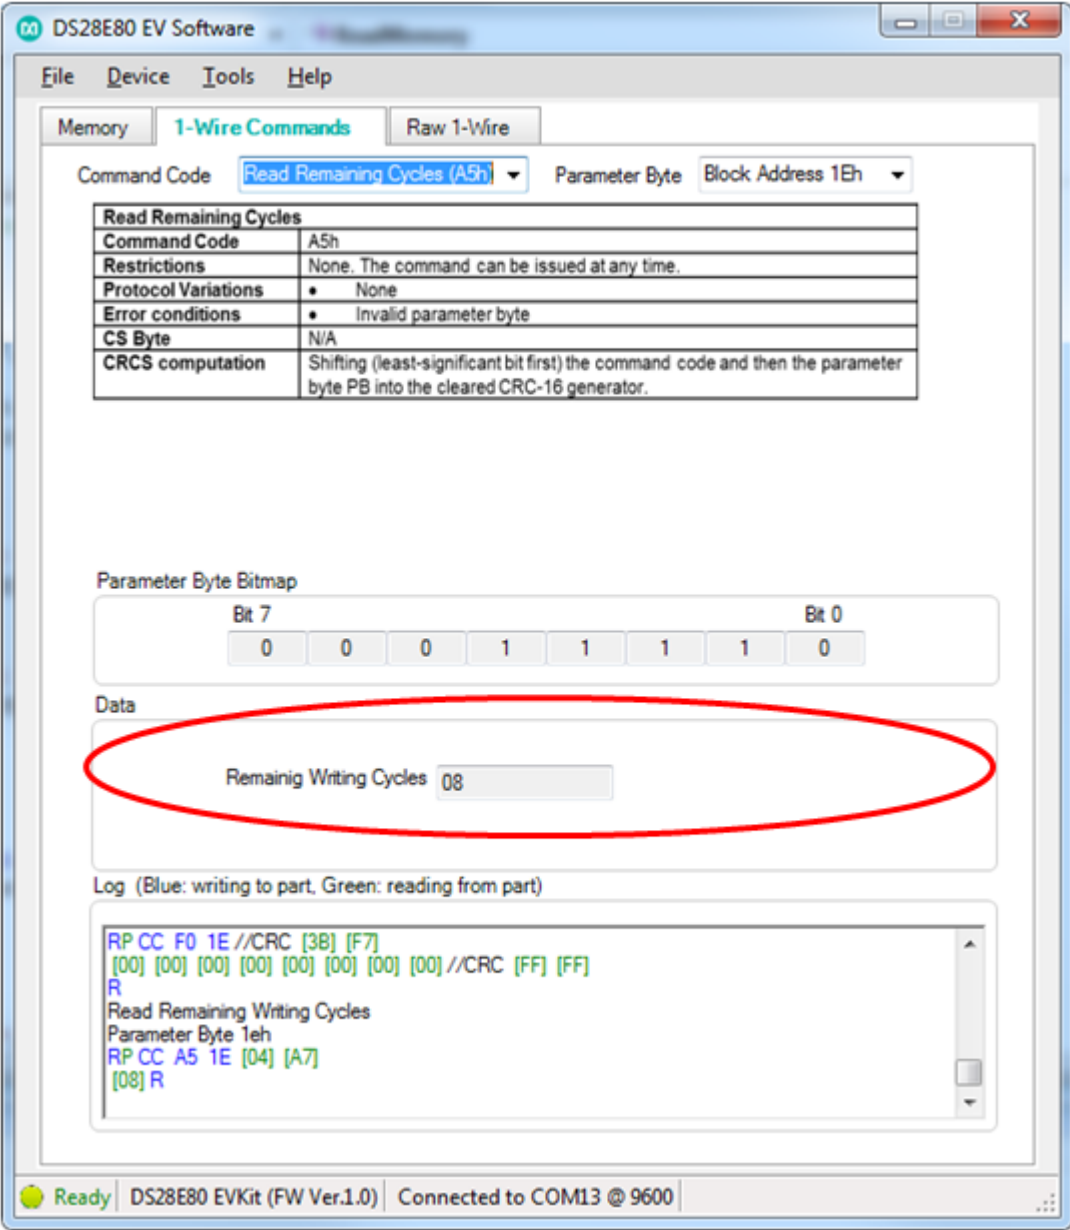 DS28E80 EV Software
File Device Tools Help
Memory 1-Wire Commands Raw 1-Wire
Command Code Read Remaining Cycles (A5h) Parameter Byte Block Address 1Eh
Read Remaining Cycles
Command Code A5h
Restrictions None. The command can be issued at any time.
Protocol Variations • None
Error conditions • Invalid parameter byte
CS Byte N/A
CRCS computation Shifting (least-significant bit first) the command code and then the parameter
byte PB into the cleared CRC-16 generator.
Parameter Byte Bitmap
Bit 7 Bit 0
0 0 0 1 1 1 1 0
Data
Remainig Writing Cycles 08
Log (Blue: writing to part, Green: reading from part)
RP CC F0 1E //CRC [3B] [F7]
[00] [00] [00] [00] [00] [00] [00] [00] //CRC [FF] [FF]
R
Read Remaining Writing Cycles
Parameter Byte 1eh
RP CC A5 1E [04] [A7]
[08] R
Ready DS28E80 EVKit (FW Ver.1.0) Connected to COM13 @ 9600